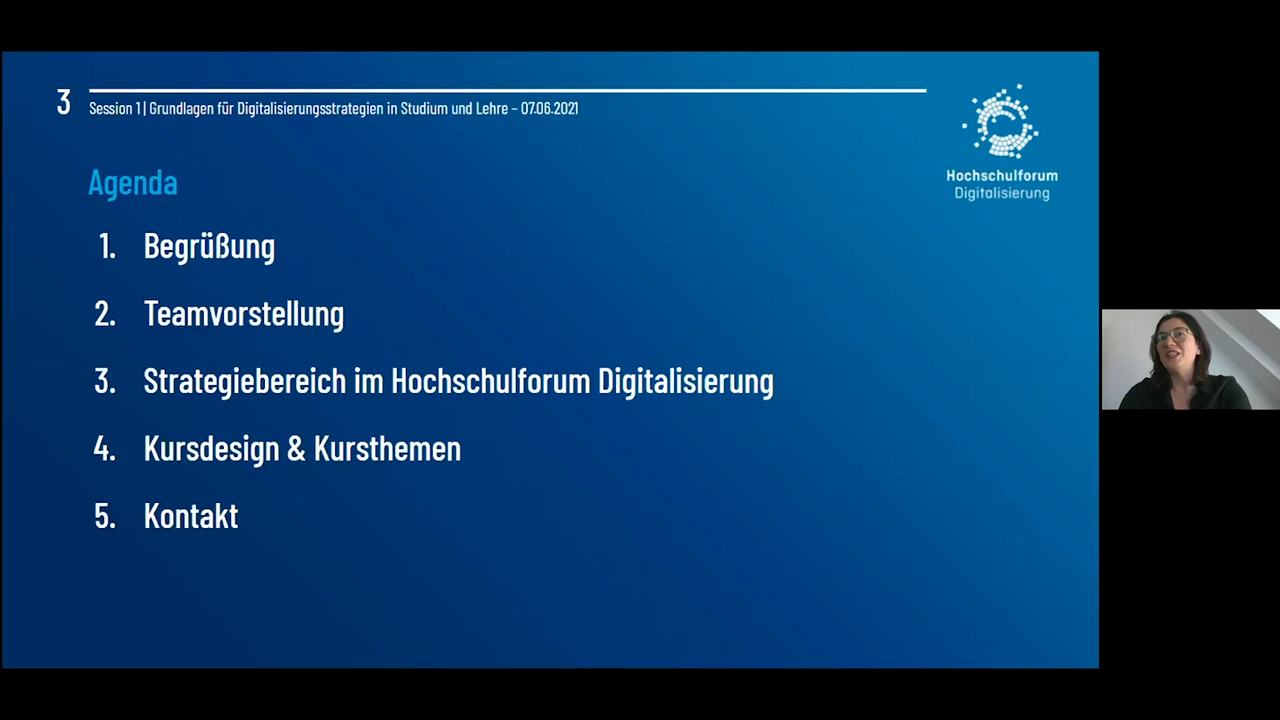 3
Session 1 | Grundlagen für Digitalisierungsstrategien in Studium und Lehre – 07.06.2021
Hochschulforum
Digitalisierung
Agenda
1. Begrüßung
2. Teamvorstellung
3. Strategiebereich im Hochschulforum Digitalisierung
4. Kursdesign & Kursthemen
5. Kontakt